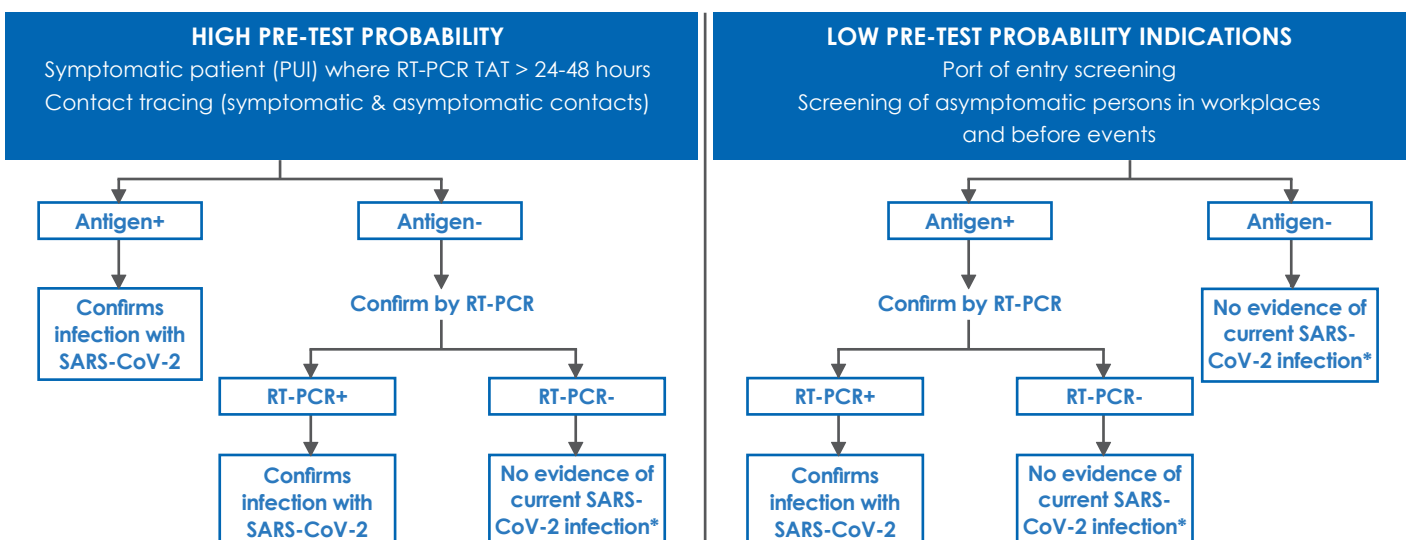 HIGH PRE-TEST PROBABILITY
Symptomatic patient (PUI) where RT-PCR TAT > 24-48 hours
Contact tracing (symptomatic & asymptomatic contacts)
Antigen+
Antigen-
Confirms
infection with
SARS-CoV-2
Confirm by RT-PCR
RT-PCR+
RT-PCR-
Confirms
infection with
SARS-CoV-2
No evidence of
current SARS-
CoV-2 infection*
LOW PRE-TEST PROBABILITY INDICATIONS
Port of entry screening
Screening of asymptomatic persons in workplaces
and before events
Antigen+
Antigen-
Confirm by RT-PCR
No evidence of
current SARS-
CoV-2 infection*
RT-PCR+
RT-PCR-
Confirms
infection with
SARS-CoV-2
No evidence of
current SARS-
CoV-2 infection*